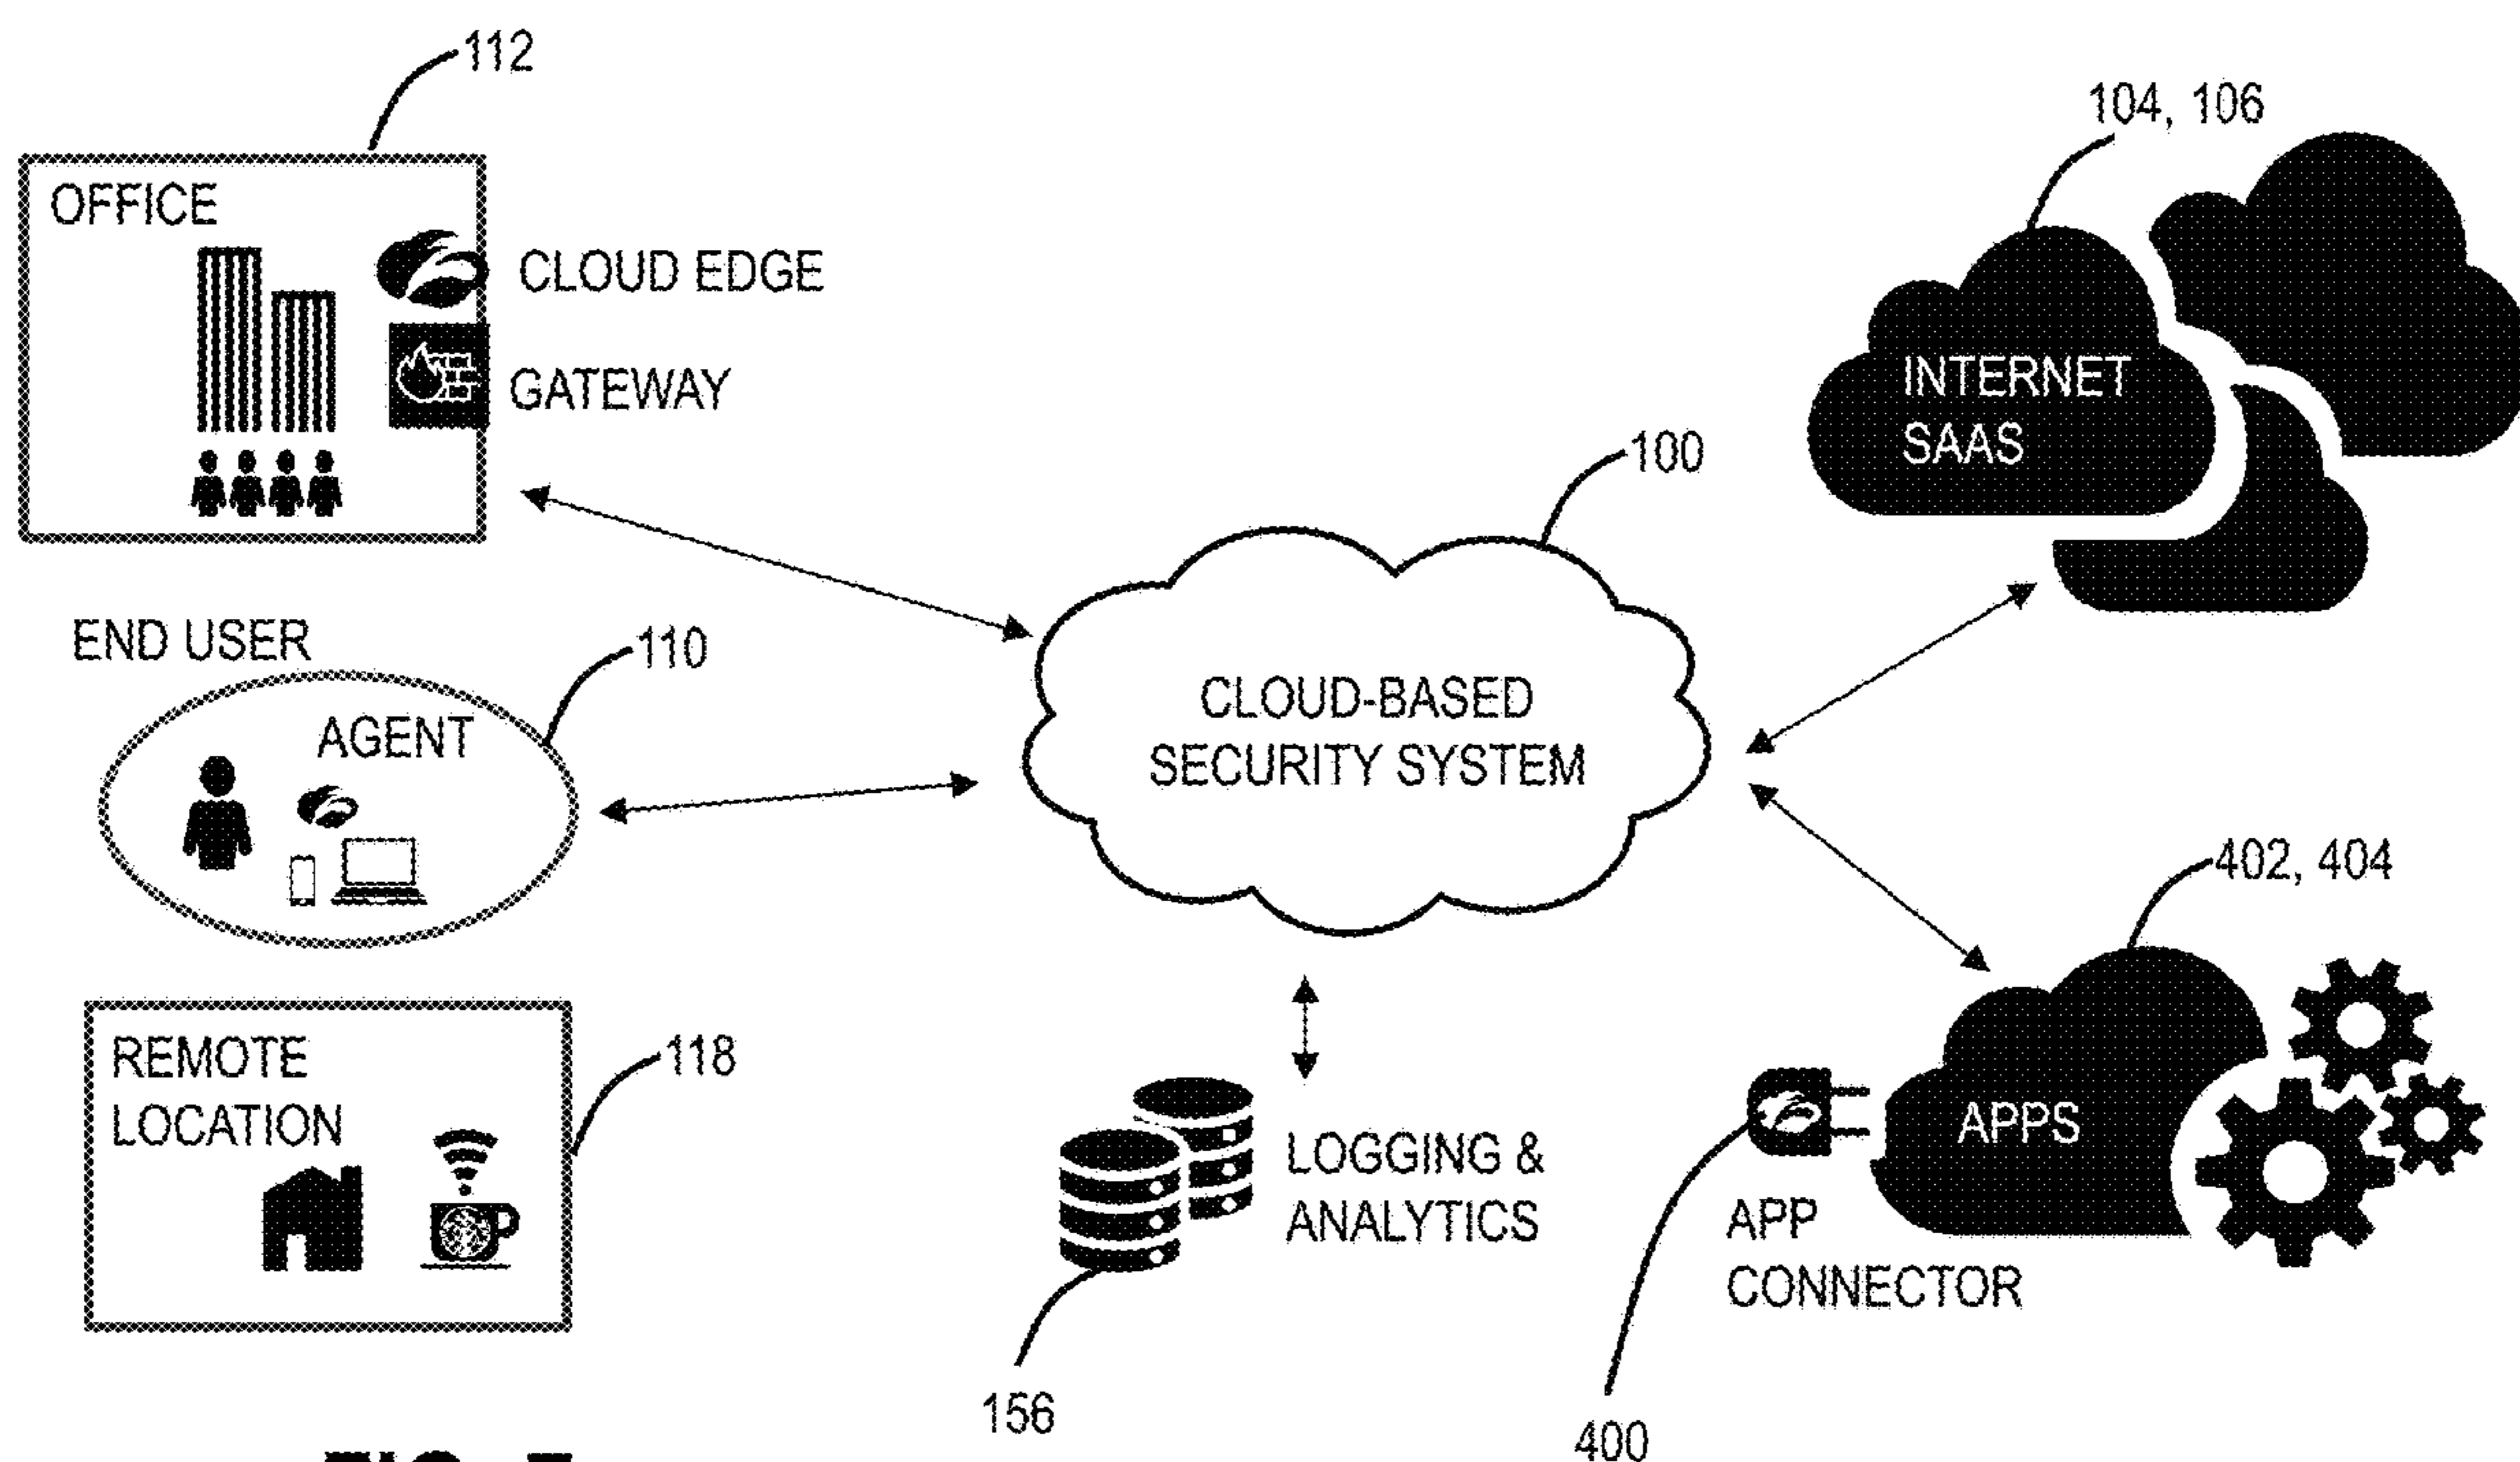 112
OFFICE
CLOUD EDGE
GATEWAY
104, 106
INTERNET
SAAS
100
CLOUD-BASED
SECURITY SYSTEM
END USER
110
AGENT
REMOTE
LOCATION
118
LOGGING &
ANALYTICS
156
402, 404
APPS
APP
CONNECTOR
400